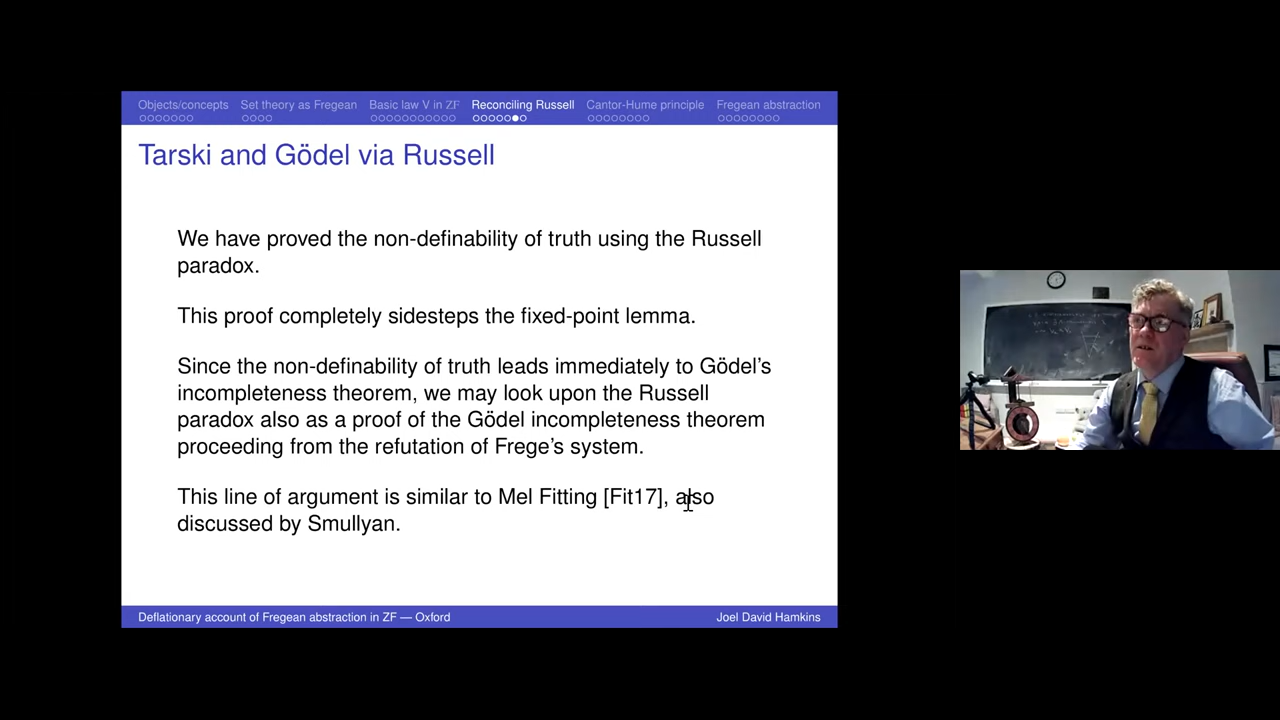 Objects/concepts Set theory as Fregean Basic law V in ZF Reconciling Russell Cantor-Hume principle Fregean abstraction
Tarski and Gödel via Russell
We have proved the non-definability of truth using the Russell
paradox.
This proof completely sidesteps the fixed-point lemma.
Since the non-definability of truth leads immediately to Gödel's
incompleteness theorem, we may look upon the Russell
paradox also as a proof of the Gödel incompleteness theorem
proceeding from the refutation of Frege's system.
This line of argument is similar to Mel Fitting [Fit17], also
discussed by Smullyan.
Deflationary account of Fregean abstraction in ZF — Oxford Joel David Hamkins